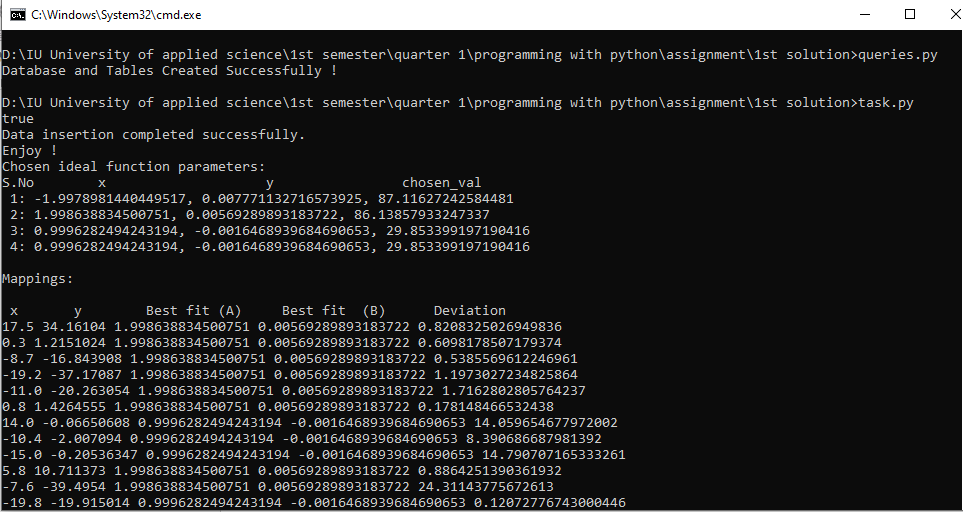 C:\Windows\System32\cmd.exe
D:\IU University of applied science\1st semester\quarter 1\programming with python\assignment\1st solution>queries.py
Database and Tables Created Successfully !
D:\IU University of applied science\1st semester\quarter 1\programming with python\assignment\1st solution>task.py
true
Data insertion completed successfully.
Enjoy !
Chosen ideal function parameters:
S.No x y chosen_val
1: -1.9978981440449517, 0.007771132716573925, 87.11627242584481
2: 1.998638834500751, 0.00569289893183722, 86.13857933247337
3: 0.9996282494243194, -0.0016468939684690653, 29.853399197190416
4: 0.9996282494243194, -0.0016468939684690653, 29.853399197190416
Mappings:
x y Best fit (A) Best fit (B) Deviation
17.5 34.16104 1.998638834500751 0.00569289893183722 0.8208325026949836
0.3 1.2151024 1.998638834500751 0.00569289893183722 0.6098178507179374
-8.7 -16.843908 1.998638834500751 0.00569289893183722 0.5385569612246961
-19.2 -37.17087 1.998638834500751 0.00569289893183722 1.1973027234825864
-11.0 -20.263054 1.998638834500751 0.00569289893183722 1.7162802805764237
0.8 1.4264555 1.998638834500751 0.00569289893183722 0.178148466532438
14.0 -0.06650608 0.9996282494243194 -0.0016468939684690653 14.059654677972002
-10.4 -2.007094 0.9996282494243194 -0.0016468939684690653 8.390686687981392
-15.0 -0.20536347 0.9996282494243194 -0.0016468939684690653 14.790707165333261
5.8 10.711373 1.998638834500751 0.00569289893183722 0.8864251390361932
-7.6 -39.4954 1.998638834500751 0.00569289893183722 24.31143775672613
-19.8 -19.915014 0.9996282494243194 -0.0016468939684690653 0.12072776743000446